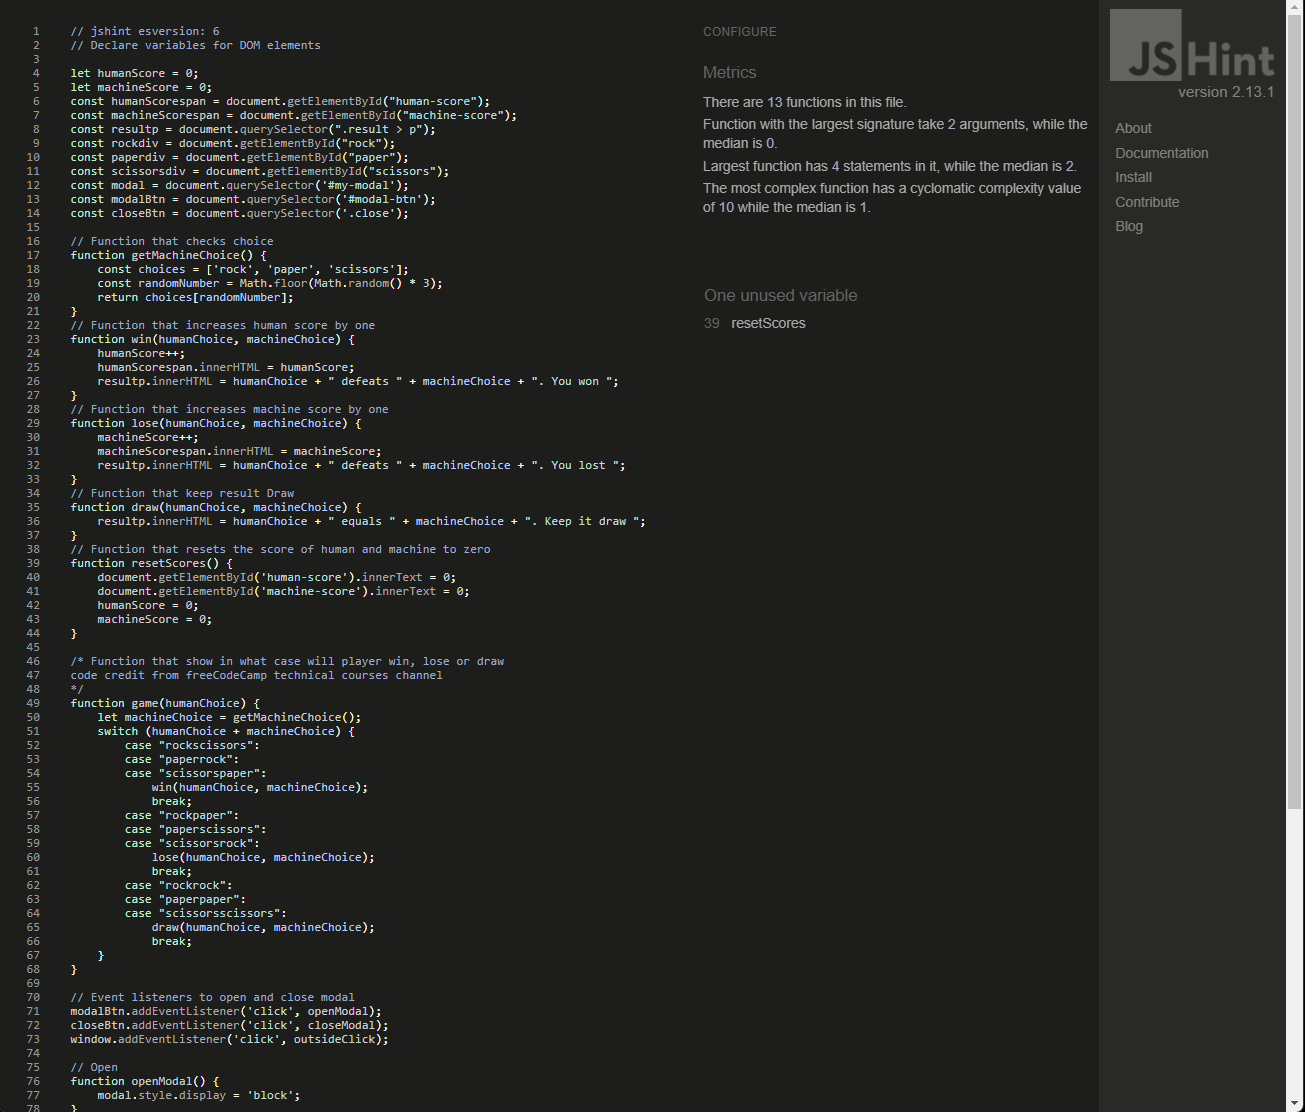 1 // jshint esversion: 6
2 // Declare variables for DOM elements
3
4 let humanScore = 0;
5 let machineScore = 0;
6 const humanScorespan = document.getElementById("human-score");
7 const machineScorespan = document.getElementById("machine-score");
8 const resultp = document.querySelector(".result > p");
9 const rockdiv = document.getElementById("rock");
10 const paperdiv = document.getElementById("paper");
11 const scissorsdiv = document.getElementById("scissors");
12 const modal = document.querySelector('#my-modal');
13 const modalBtn = document.querySelector('#modal-btn');
14 const closeBtn = document.querySelector('.close');
15
16 // Function that checks choice
17 function getMachineChoice() {
18 const choices = ['rock', 'paper', 'scissors'];
19 const randomNumber = Math.floor(Math.random() * 3);
20 return choices[randomNumber];
21 }
22 // Function that increases human score by one
23 function win(humanChoice, machineChoice) {
24 humanScore++;
25 humanScorespan.innerHTML = humanScore;
26 resultp.innerHTML = humanChoice + " defeats " + machineChoice + ". You won ";
27 }
28 // Function that increases machine score by one
29 function lose(humanChoice, machineChoice) {
30 machineScore++;
31 machineScorespan.innerHTML = machineScore;
32 resultp.innerHTML = humanChoice + " defeats " + machineChoice + ". You lost ";
33 }
34 // Function that keep result Draw
35 function draw(humanChoice, machineChoice) {
36 resultp.innerHTML = humanChoice + " equals " + machineChoice + ". Keep it draw ";
37 }
38 // Function that resets the score of human and machine to zero
39 function resetScores() {
40 document.getElementById('human-score').innerText = 0;
41 document.getElementById('machine-score').innerText = 0;
42 humanScore = 0;
43 machineScore = 0;
44 }
45
46 /* Function that show in what case will player win, lose or draw
47 code credit from freeCodeCamp technical courses channel
48 */
49 function game(humanChoice) {
50 let machineChoice = getMachineChoice();
51 switch (humanChoice + machineChoice) {
52 case "rockscissors":
53 case "paperrock":
54 case "scissorspaper":
55 win(humanChoice, machineChoice);
56 break;
57 case "rockpaper":
58 case "paperscissors":
59 case "scissorsrock":
60 lose(humanChoice, machineChoice);
61 break;
62 case "rockrock":
63 case "paperpaper":
64 case "scissorsscissors":
65 draw(humanChoice, machineChoice);
66 break;
67 }
68 }
69
70 // Event listeners to open and close modal
71 modalBtn.addEventListener('click', openModal);
72 closeBtn.addEventListener('click', closeModal);
73 window.addEventListener('click', outsideClick);
74
75 // Open
76 function openModal() {
77 modal.style.display = 'block';
78 }
CONFIGURE
Metrics
There are 13 functions in this file.
Function with the largest signature take 2 arguments, while the
median is 0.
Largest function has 4 statements in it, while the median is 2.
The most complex function has a cyclomatic complexity value
of 10 while the median is 1.
One unused variable
39 resetScores
JSHint
version 2.13.1
About
Documentation
Install
Contribute
Blog